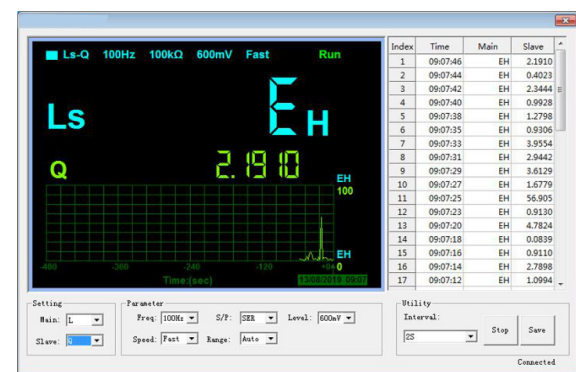 Ls-Q 100Hz 100kΩ 600mV Fast Run
Ls EH
Q 2.1910
EH
100
EH
-480 -360 -240 -120 0
Time:(sec) 09:07
Index Time Main Slave
1 09:07:46 EH 2.1910
2 09:07:44 EH 0.4023
3 09:07:42 EH 2.3444
4 09:07:40 EH 0.9928
5 09:07:38 EH 1.2798
6 09:07:35 EH 0.9306
7 09:07:33 EH 3.9554
8 09:07:31 EH 2.9442
9 09:07:29 EH 3.6129
10 09:07:27 EH 1.6779
11 09:07:25 EH 56.905
12 09:07:23 EH 0.9130
13 09:07:20 EH 4.7824
14 09:07:18 EH 0.0839
15 09:07:16 EH 0.9110
16 09:07:14 EH 2.7898
17 09:07:12 EH 1.0994
Setting
Main: L
Slave: Q
Parameter
Freq: 100Hz S/P: SER Level: 600mV
Speed: Fast Range: Auto
Utility
Interval:
2S Stop Save
Connected